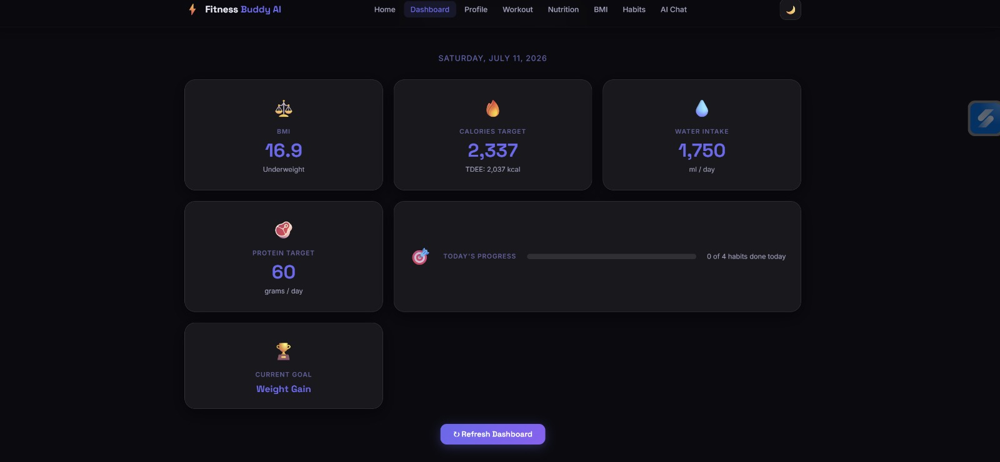 Fitness Buddy AI
Home Dashboard Profile Workout Nutrition BMI Habits AI Chat
SATURDAY, JULY 11, 2026
BMI
16.9
Underweight
CALORIES TARGET
2,337
TDEE: 2,037 kcal
WATER INTAKE
1,750
ml / day
PROTEIN TARGET
60
grams / day
TODAY'S PROGRESS
0 of 4 habits done today
CURRENT GOAL
Weight Gain
↻ Refresh Dashboard